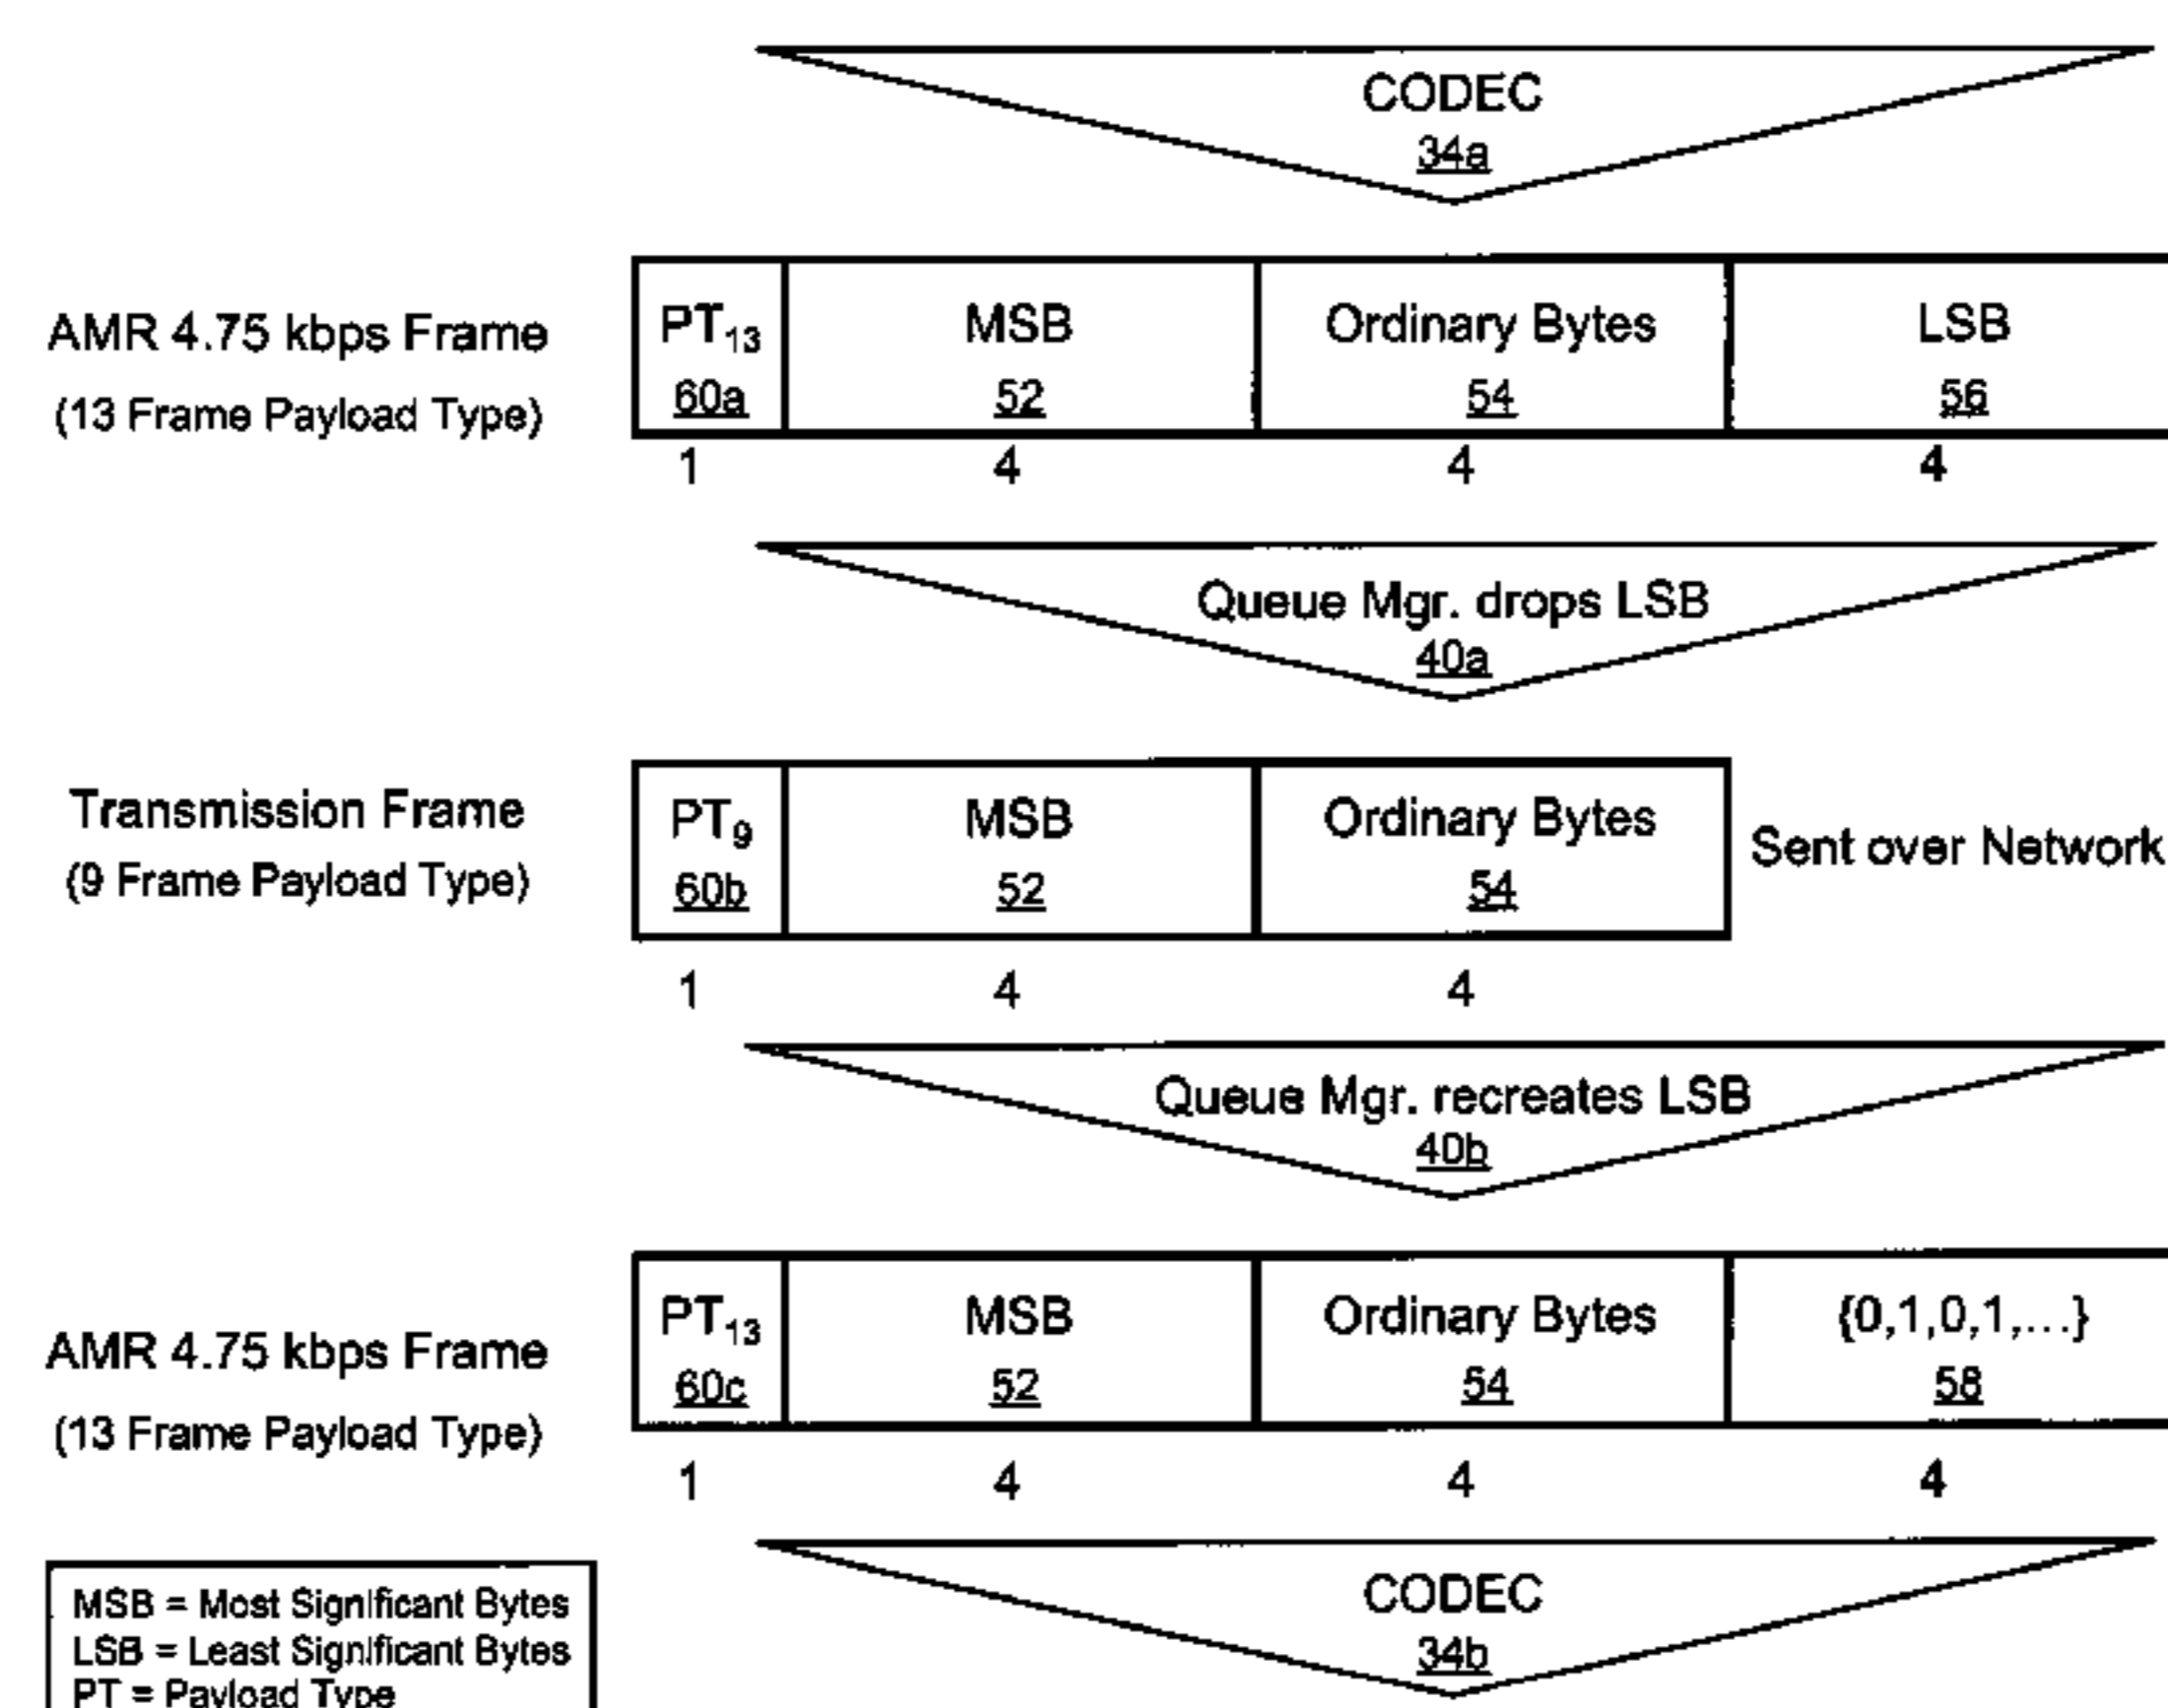 CODEC
34a
AMR 4.75 kbps Frame
(13 Frame Payload Type)
PT13 MSB Ordinary Bytes LSB
60a 52 54 56
1 4 4 4
Queue Mgr. drops LSB
40a
Transmission Frame
(9 Frame Payload Type)
PT9 MSB Ordinary Bytes
60b 52 54
Sent over Network
1 4 4
Queue Mgr. recreates LSB
40b
AMR 4.75 kbps Frame
(13 Frame Payload Type)
PT13 MSB Ordinary Bytes {0,1,0,1,...}
60c 52 54 58
1 4 4 4
CODEC
34b
MSB = Most Significant Bytes
LSB = Least Significant Bytes
PT = Payload Type